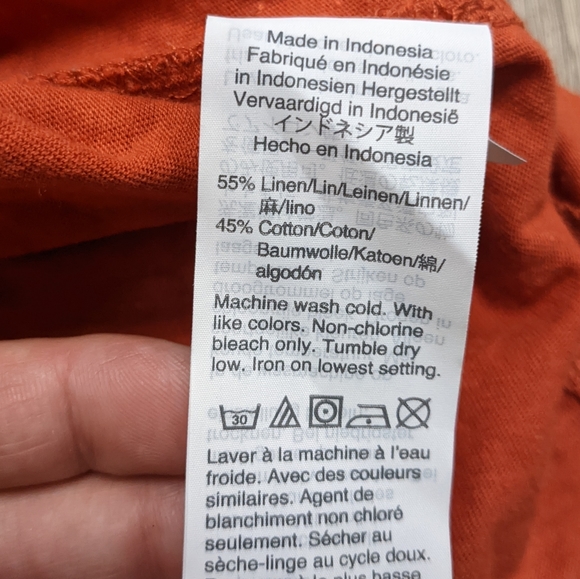 Made in Indonesia
Fabriqué en Indonésie
in Indonesien Hergestellt
Vervaardigd in Indonesië
インドネシア製
Hecho en Indonesia
55% Linen/Lin/Leinen/Linnen/
麻/lino
45% Cotton/Coton/
Baumwolle/Katoen/綿/
algodón
Machine wash cold. With
like colors. Non-chlorine
bleach only. Tumble dry
low. Iron on lowest setting.
30
Laver à la machine à l'eau
froide. Avec des couleurs
similaires. Agent de
blanchiment non chloré
seulement. Sécher au
sèche-linge au cycle doux.
la plus basse